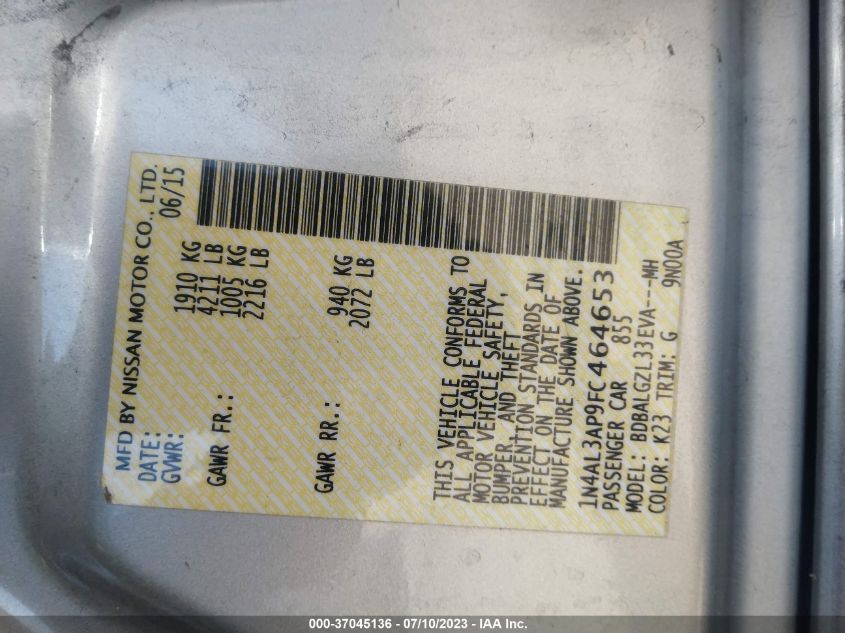 MFD BY NISSAN MOTOR CO., LTD.
DATE: 06/15
GVWR: 1910 KG
4211 LB
GAWR FR.: 1005 KG
2216 LB
GAWR RR.: 940 KG
2072 LB
THIS VEHICLE CONFORMS TO
ALL APPLICABLE FEDERAL
MOTOR VEHICLE SAFETY,
BUMPER, AND THEFT
PREVENTION STANDARDS IN
EFFECT ON THE DATE OF
MANUFACTURE SHOWN ABOVE.
1N4AL3AP9FC464653
PASSENGER CAR 855
MODEL: BDBALGZL33EVA---MH
COLOR: K23 TRIM: G 9N00A
000-37045136 - 07/10/2023 - IAA Inc.